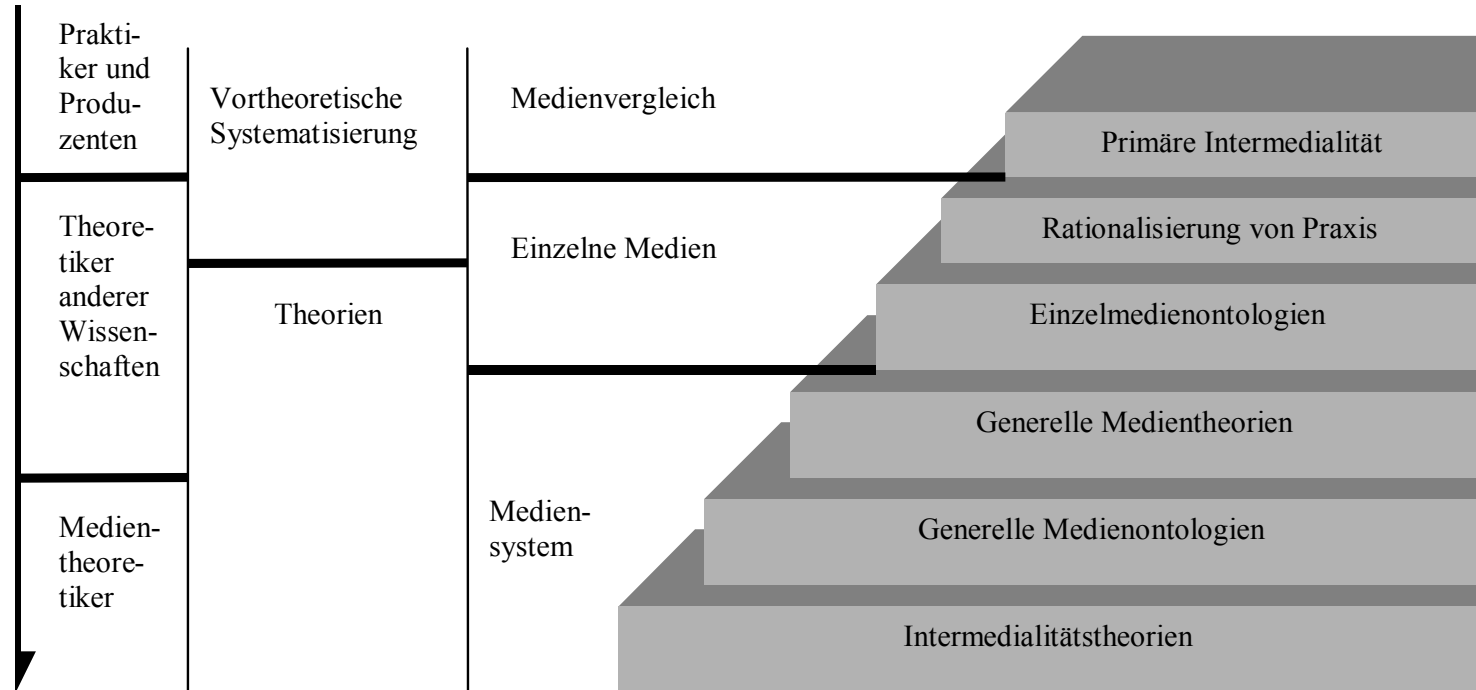 Prakti-
ker und
Produ-
zenten
Theore-
tiker
anderer
Wissen-
schaften
Medien-
theore-
tiker
Vortheoretische
Systematisierung
Theorien
Medienvergleich
Einzelne Medien
Medien-
system
Primäre Intermedialität
Rationalisierung von Praxis
Einzelmedienontologien
Generelle Medientheorien
Generelle Medienontologien
Intermedialitätstheorien